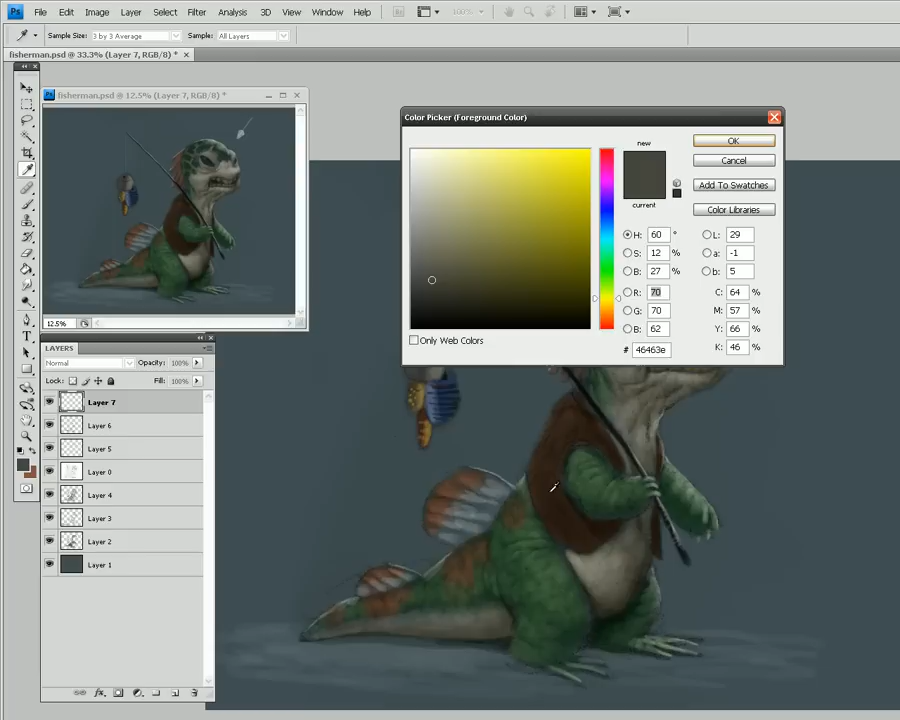 Ps File Edit Image Layer Select Filter Analysis 3D View Window Help Br 100%
Sample Size: 3 by 3 Average Sample: All Layers
fisherman.psd @ 33.3% (Layer 7, RGB/8) *
Ps fisherman.psd @ 12.5% (Layer 7, RGB/8) *
12.5%
Color Picker (Foreground Color)
new
current
OK
Cancel
Add To Swatches
Color Libraries
H: 60 ° L: 29
S: 12 % a: -1
B: 27 % b: 5
R: 70 C: 64 %
G: 70 M: 57 %
B: 62 Y: 66 %
# 46463e K: 46 %
Only Web Colors
LAYERS
Normal Opacity: 100%
Lock: Fill: 100%
Layer 7
Layer 6
Layer 5
Layer 0
Layer 4
Layer 3
Layer 2
Layer 1
fx
T